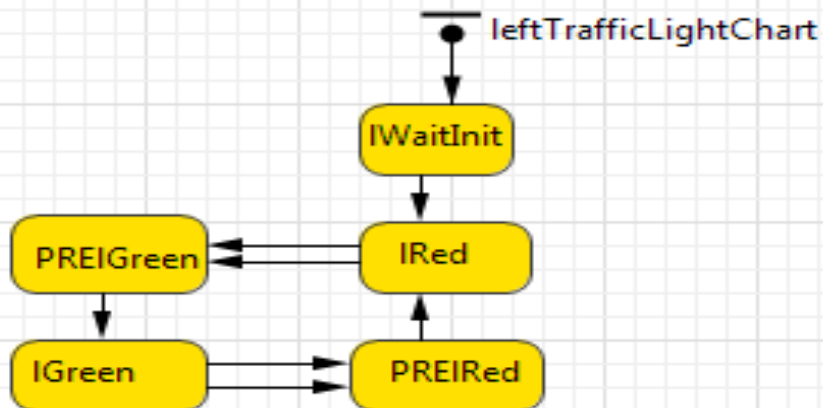 leftTrafficLightChart
lWaitInit
PRElGreen
lRed
lGreen
PRElRed